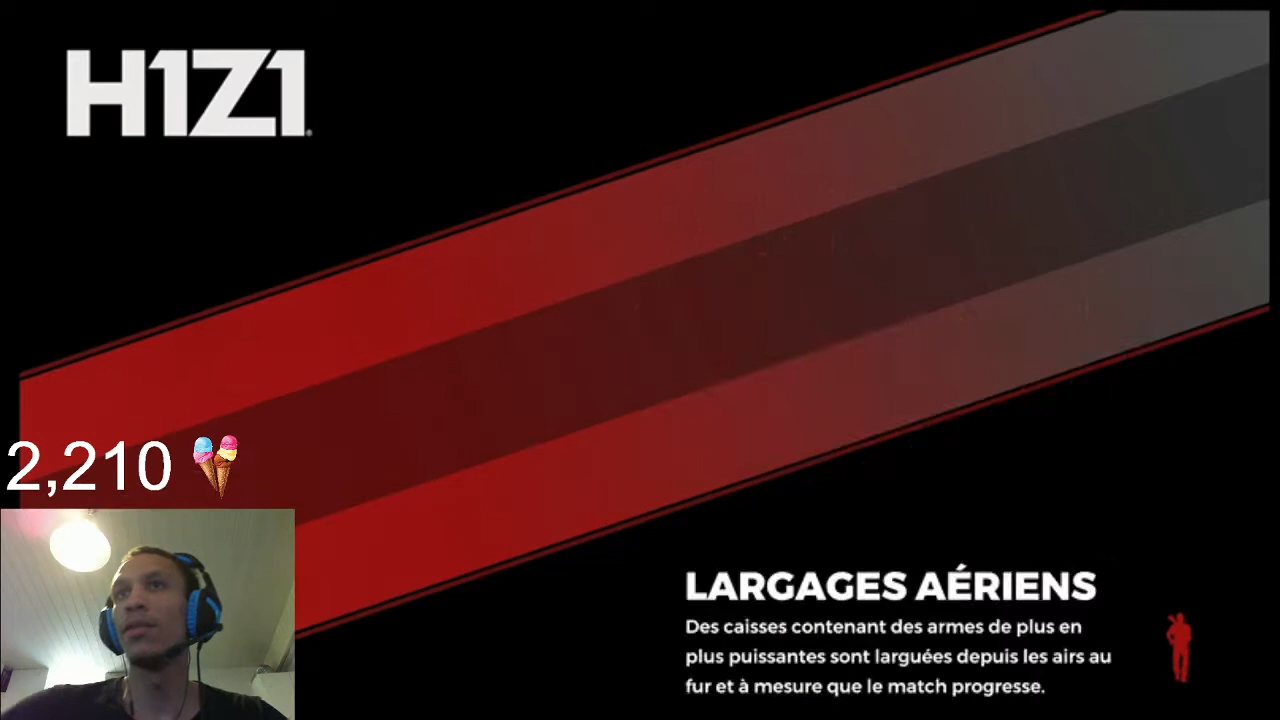 H1Z1
2,210
LARGAGES AÉRIENS
Des caisses contenant des armes de plus en
plus puissantes sont larguées depuis les airs au
fur et à mesure que le match progresse.